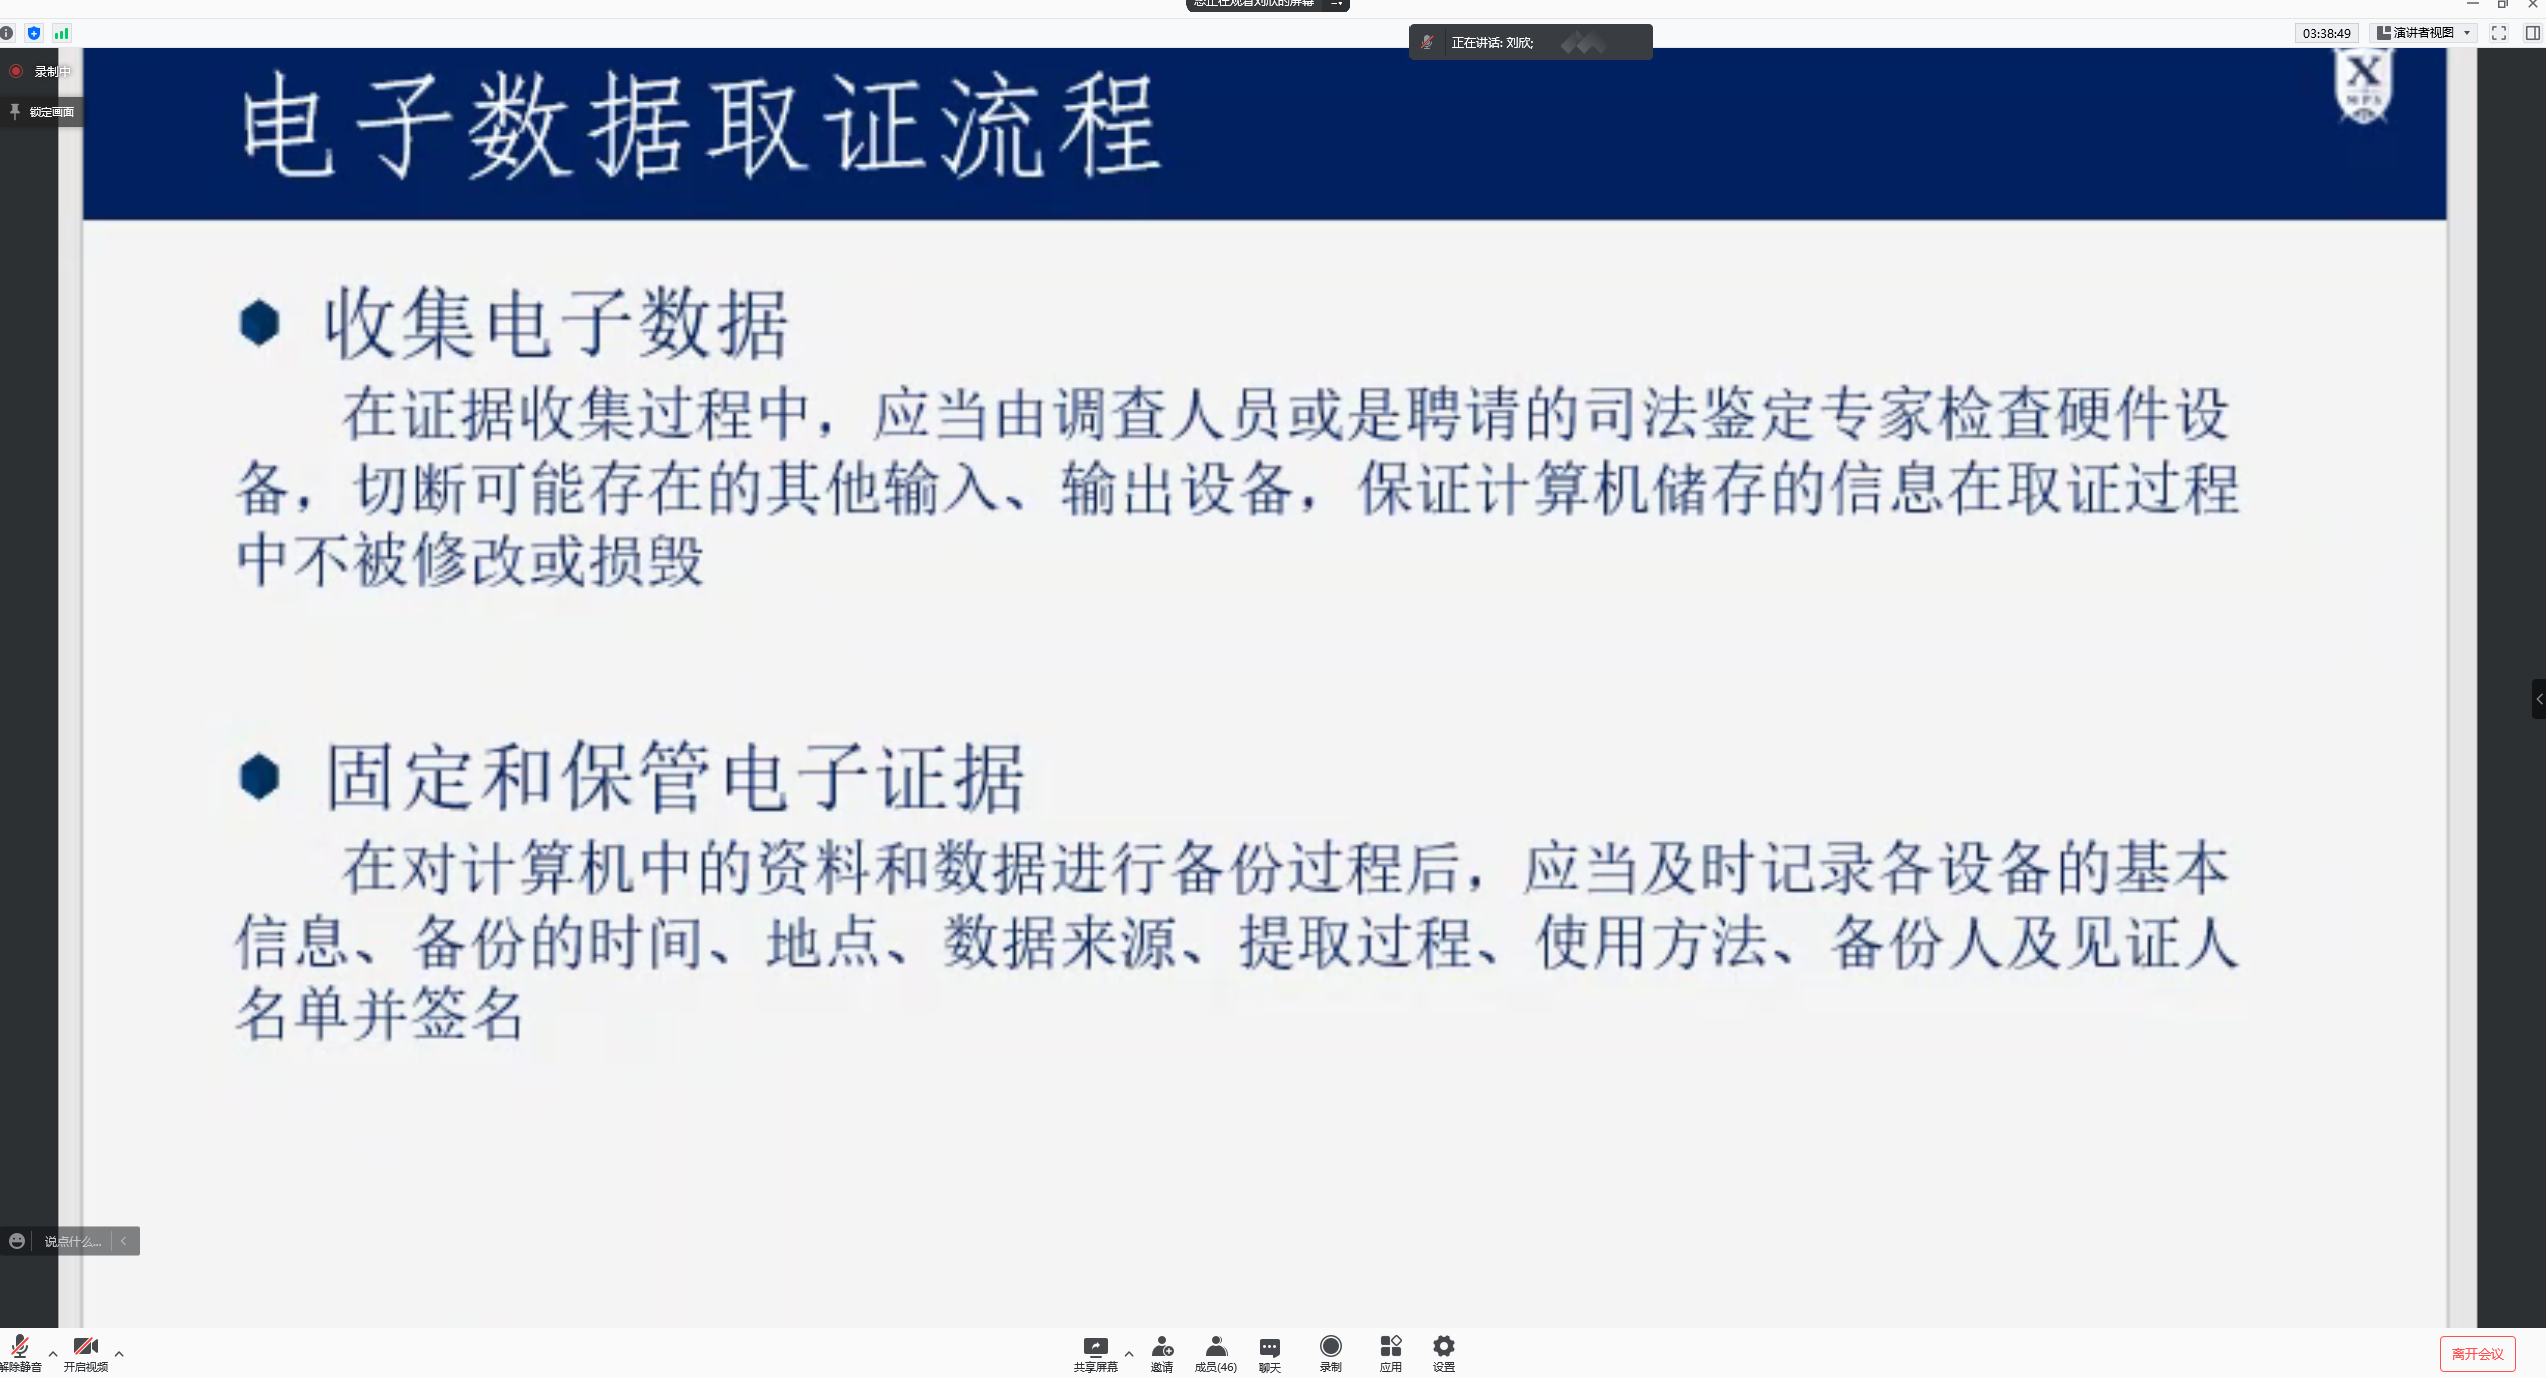 您正在观看刘欣的屏幕
正在讲话: 刘欣;
03:38:49
演讲者视图
录制中
锁定画面
电子数据取证流程
X
收集电子数据
在证据收集过程中，应当由调查人员或是聘请的司法鉴定专家检查硬件设
备，切断可能存在的其他输入、输出设备，保证计算机储存的信息在取证过程
中不被修改或损毁
固定和保管电子证据
在对计算机中的资料和数据进行备份过程后，应当及时记录各设备的基本
信息、备份的时间、地点、数据来源、提取过程、使用方法、备份人及见证人
名单并签名
说点什么...
解除静音
开启视频
共享屏幕
邀请
成员(46)
聊天
录制
应用
设置
离开会议